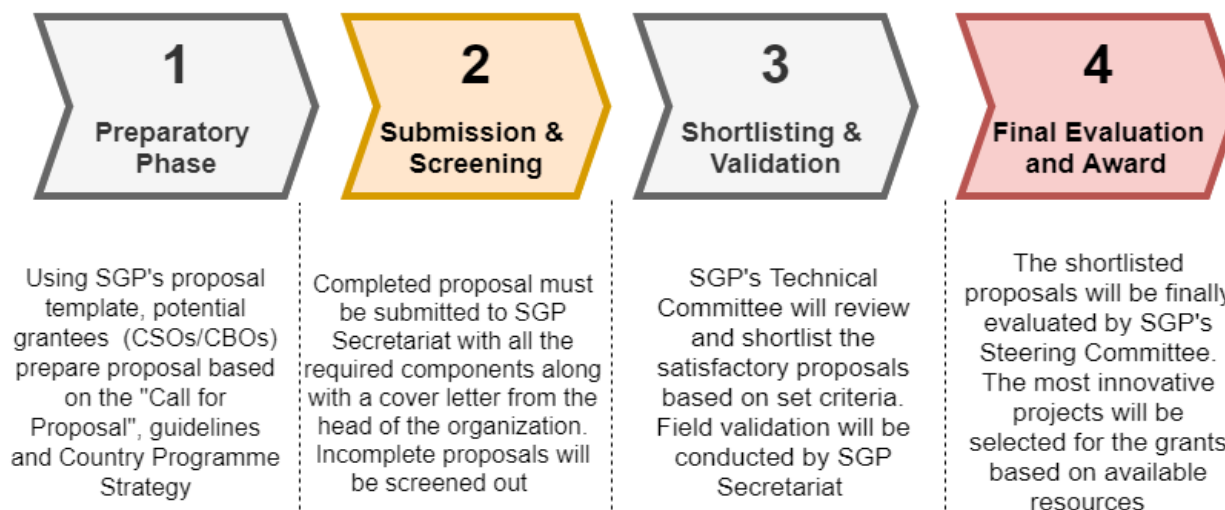 1
Preparatory
Phase
Using SGP's proposal
template, potential
grantees (CSOs/CBOs)
prepare proposal based
on the "Call for
Proposal", guidelines
and Country Programme
Strategy
2
Submission &
Screening
Completed proposal must
be submitted to SGP
Secretariat with all the
required components along
with a cover letter from the
head of the organization.
Incomplete proposals will
be screened out
3
Shortlisting &
Validation
SGP's Technical
Committee will review
and shortlist the
satisfactory proposals
based on set criteria.
Field validation will be
conducted by SGP
Secretariat
4
Final Evaluation
and Award
The shortlisted
proposals will be finally
evaluated by SGP's
Steering Committee.
The most innovative
projects will be
selected for the grants
based on available
resources